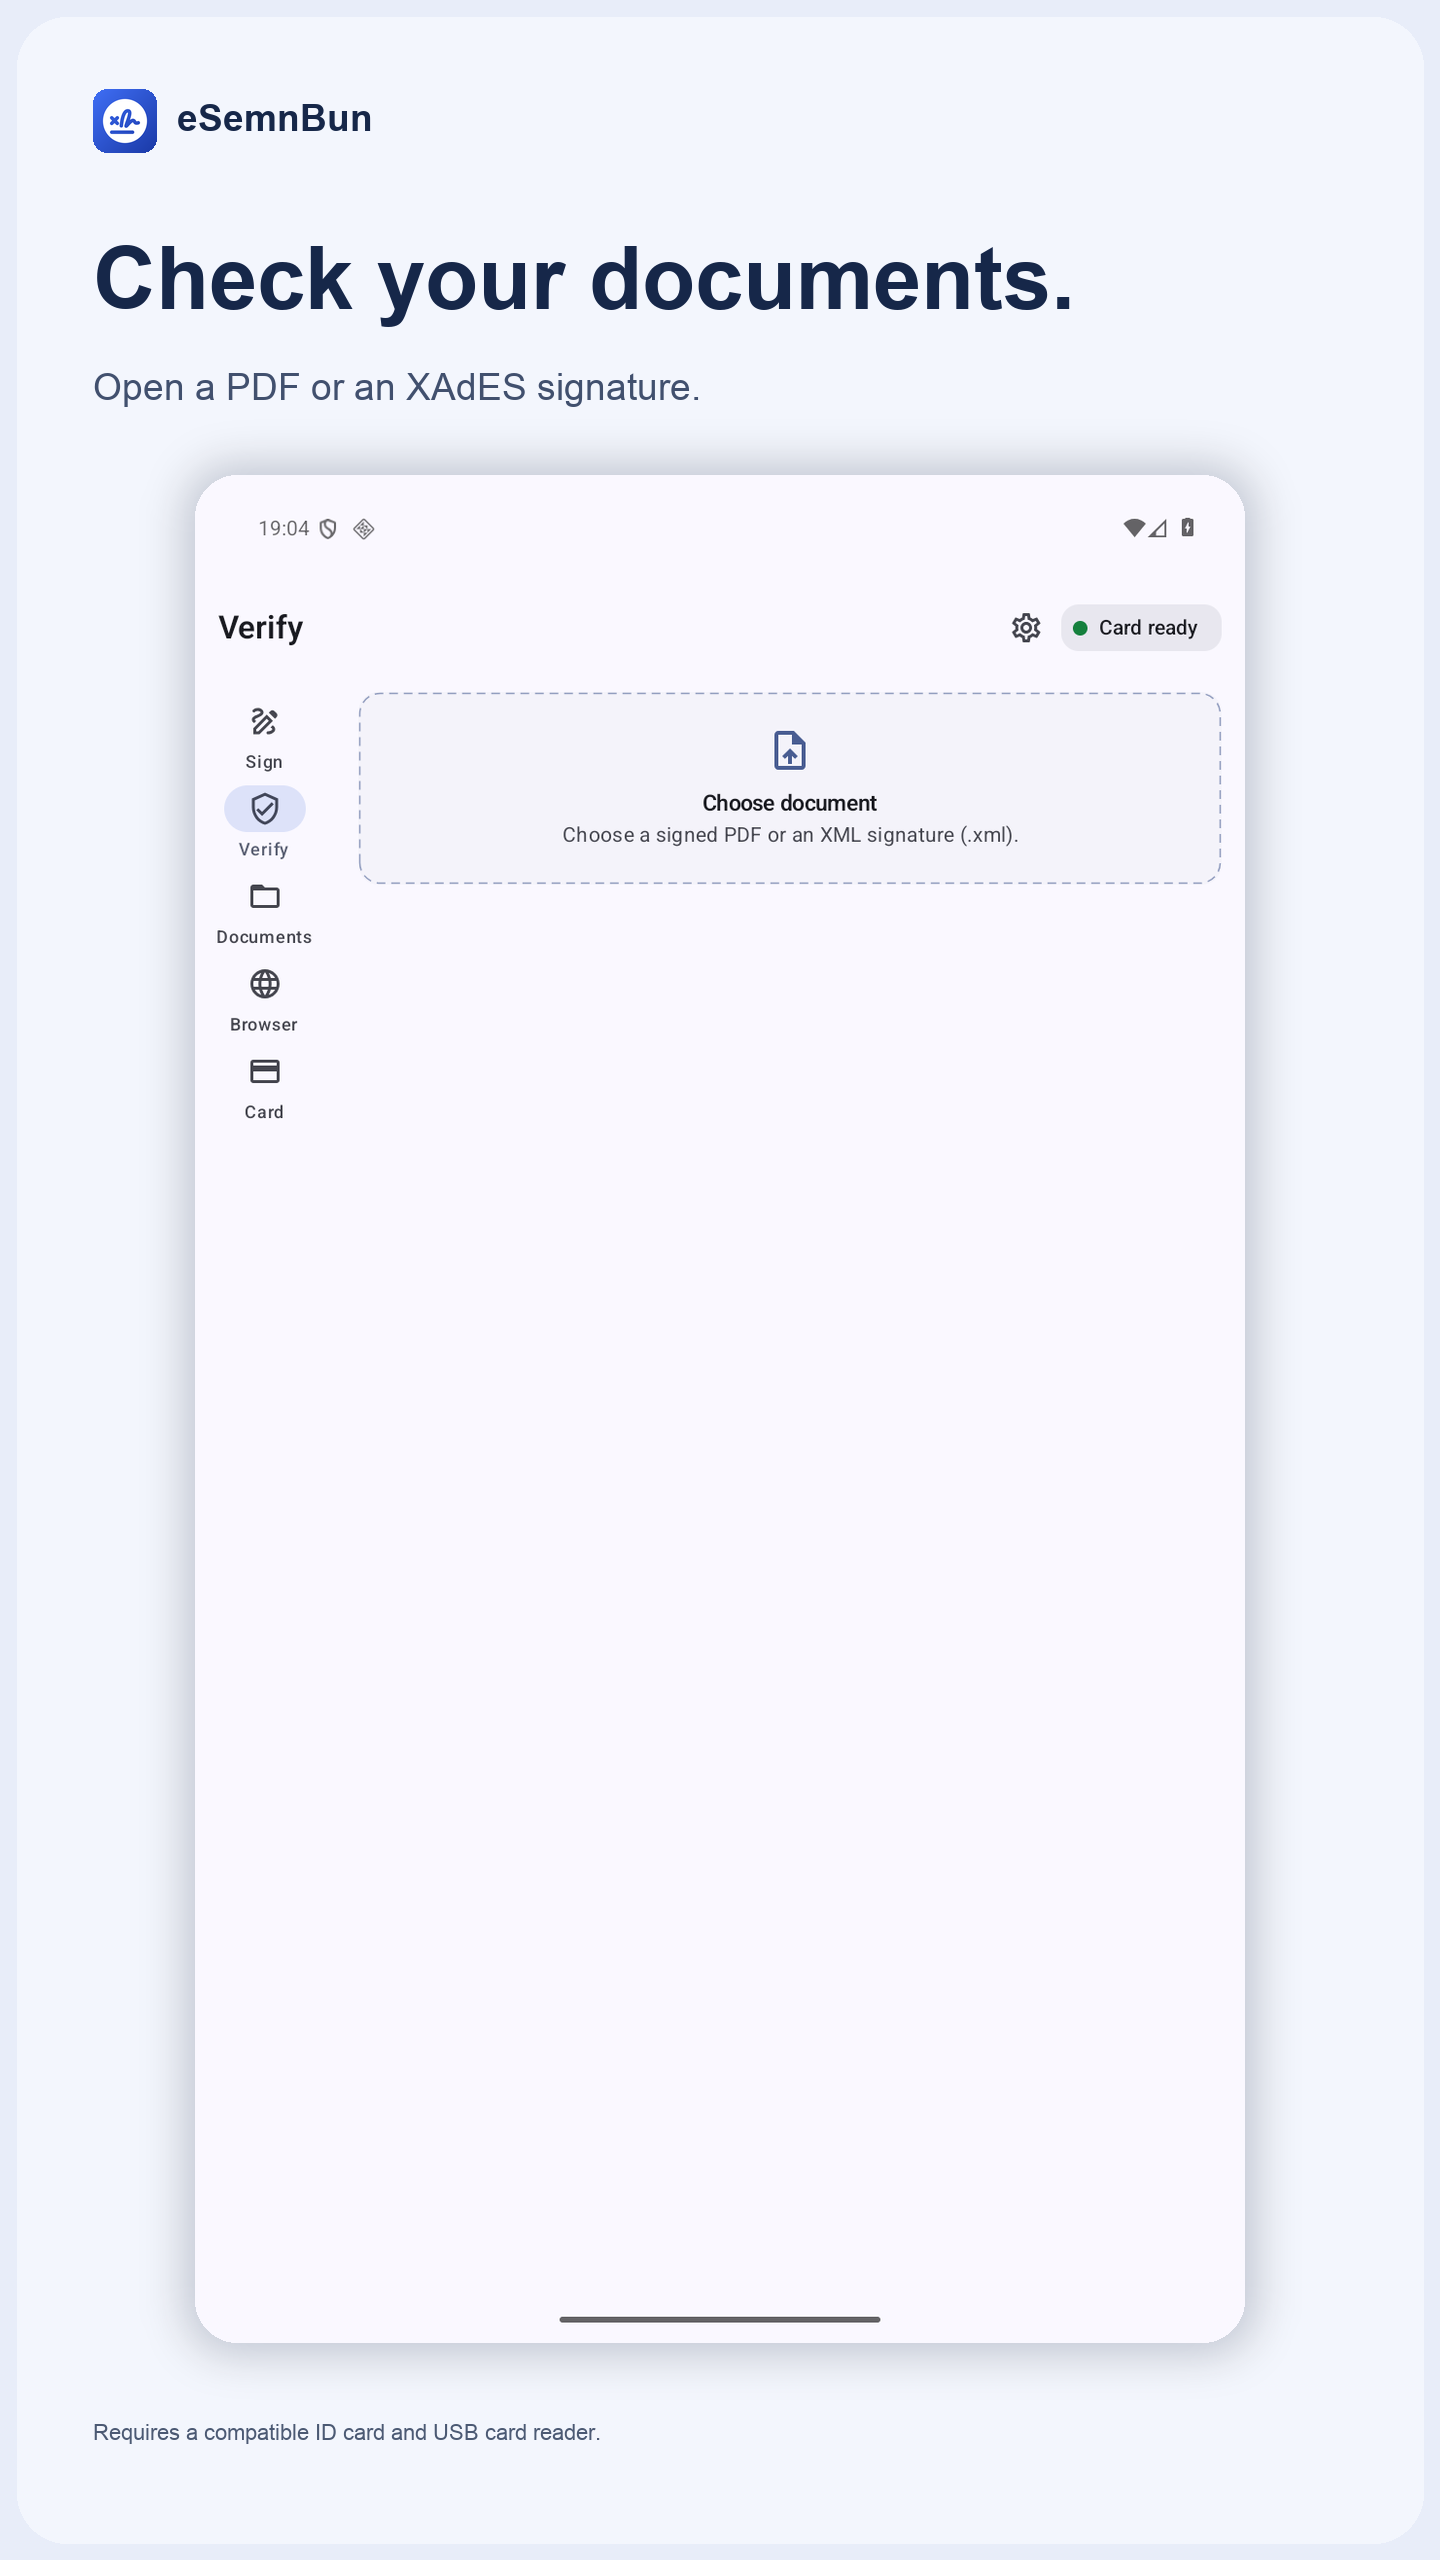 eSemnBun
Check your documents.
Open a PDF or an XAdES signature.
19:04
Verify
Card ready
Sign
Verify
Documents
Browser
Card
Choose document
Choose a signed PDF or an XML signature (.xml).
Requires a compatible ID card and USB card reader.